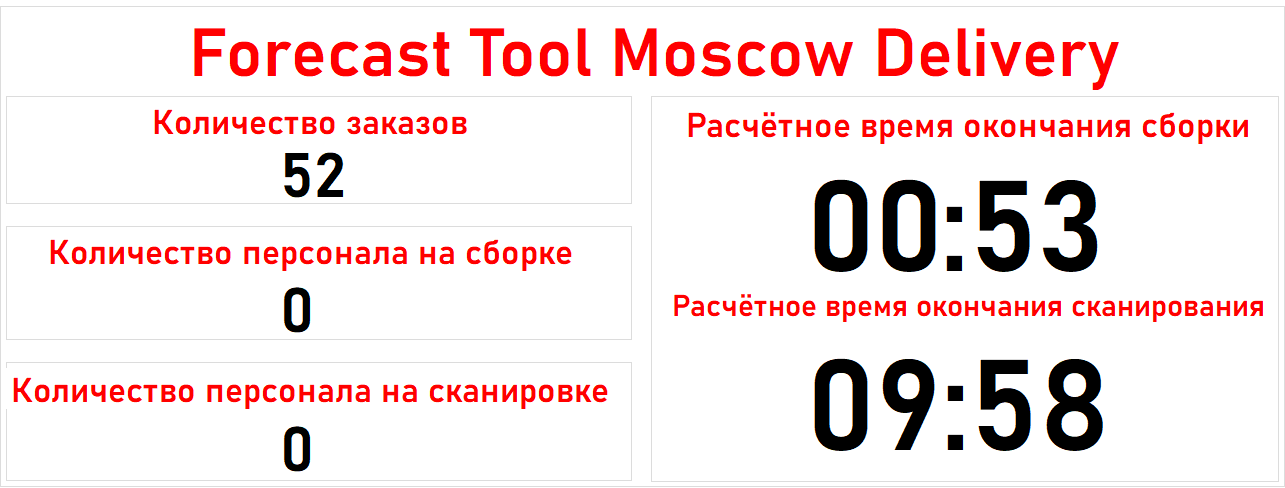 Forecast Tool Moscow Delivery
Количество заказов
52
Количество персонала на сборке
0
Количество персонала на сканировке
0
Расчётное время окончания сборки
00:53
Расчётное время окончания сканирования
09:58